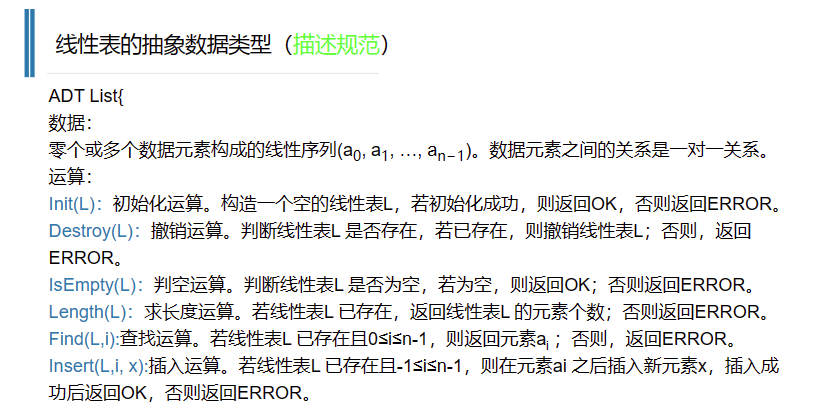 线性表的抽象数据类型（描述规范）
ADT List{
数据：
零个或多个数据元素构成的线性序列(a0, a1, …, an−1)。数据元素之间的关系是一对一关系。
运算：
Init(L)：初始化运算。构造一个空的线性表L，若初始化成功，则返回OK，否则返回ERROR。
Destroy(L)：撤销运算。判断线性表L 是否存在，若已存在，则撤销线性表L；否则，返回
ERROR。
IsEmpty(L)：判空运算。判断线性表L 是否为空，若为空，则返回OK；否则返回ERROR。
Length(L)：求长度运算。若线性表L 已存在，返回线性表L 的元素个数；否则返回ERROR。
Find(L,i):查找运算。若线性表L 已存在且0≤i≤n-1，则返回元素ai ；否则，返回ERROR。
Insert(L,i, x):插入运算。若线性表L 已存在且-1≤i≤n-1，则在元素ai 之后插入新元素x，插入成
功后返回OK，否则返回ERROR。